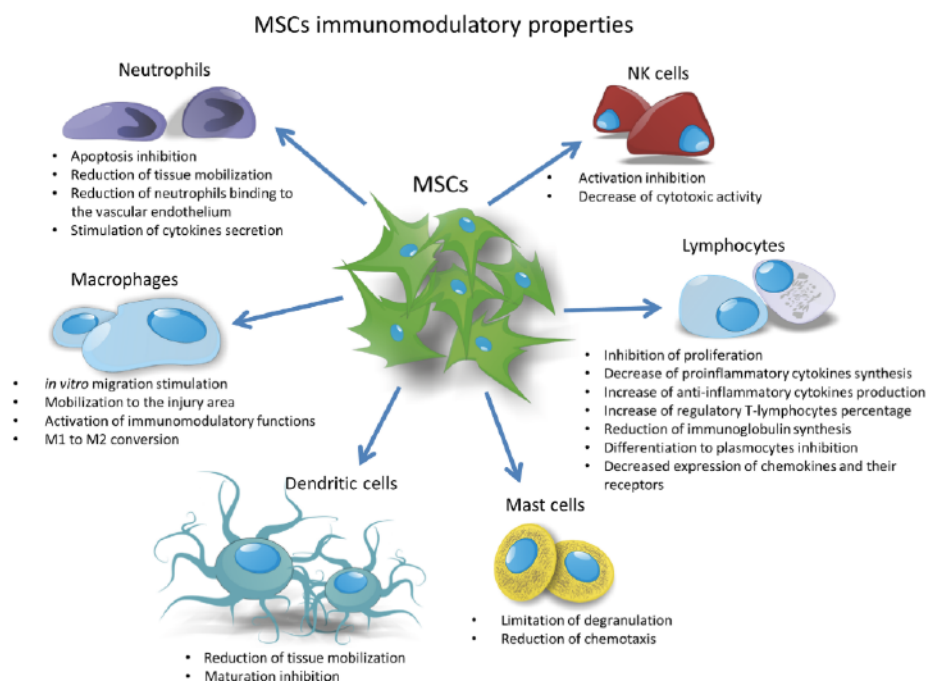 MSCs immunomodulatory properties
Neutrophils
• Apoptosis inhibition
• Reduction of tissue mobilization
• Reduction of neutrophils binding to
the vascular endothelium
• Stimulation of cytokines secretion
NK cells
• Activation inhibition
• Decrease of cytotoxic activity
MSCs
Macrophages
• in vitro migration stimulation
• Mobilization to the injury area
• Activation of immunomodulatory functions
• M1 to M2 conversion
Lymphocytes
• Inhibition of proliferation
• Decrease of proinflammatory cytokines synthesis
• Increase of anti-inflammatory cytokines production
• Increase of regulatory T-lymphocytes percentage
• Reduction of immunoglobulin synthesis
• Differentiation to plasmocytes inhibition
• Decreased expression of chemokines and their
receptors
Dendritic cells
• Reduction of tissue mobilization
• Maturation inhibition
Mast cells
• Limitation of degranulation
• Reduction of chemotaxis